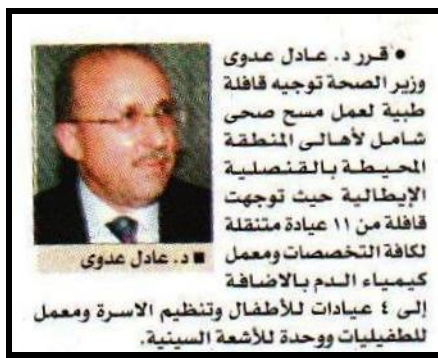 ● قرر د. عادل عدوى
وزير الصحة توجيه قافلة
طبية لعمل مسح صحى
شامل لأهالى المنطقة
المحيطة بالقنصلية
الإيطالية حيث توجهت
قافلة من ١١ عيادة متنقلة
لكافة التخصصات ومعمل
كيمياء الدم بالاضافة
إلى ٤ عيادات للأطفال وتنظيم الاسرة ومعمل
للطفيليات ووحدة للأشعة السينية.
■ د. عادل عدوى